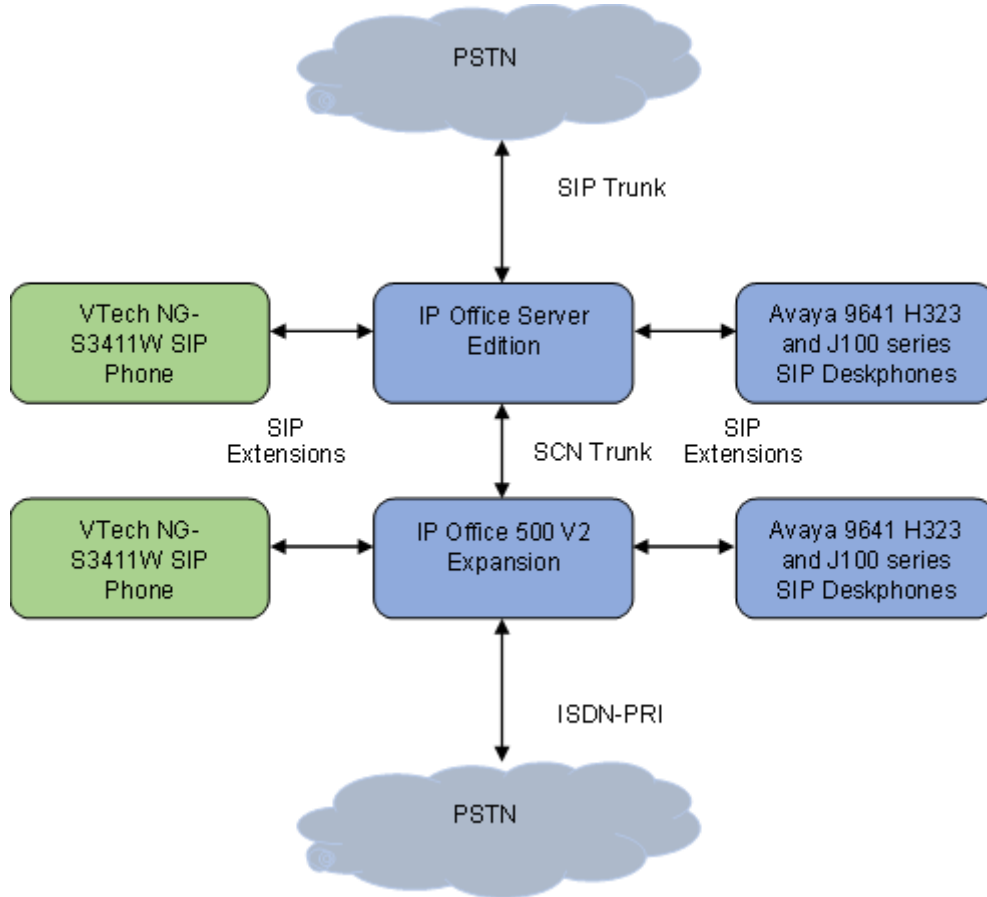 PSTN
SIP Trunk
VTech NG-
S3411W SIP
Phone
IP Office Server
Edition
Avaya 9641 H323
and J100 series
SIP Deskphones
SIP
Extensions
SCN Trunk
SIP
Extensions
VTech NG-
S3411W SIP
Phone
IP Office 500 V2
Expansion
Avaya 9641 H323
and J100 series
SIP Deskphones
ISDN-PRI
PSTN